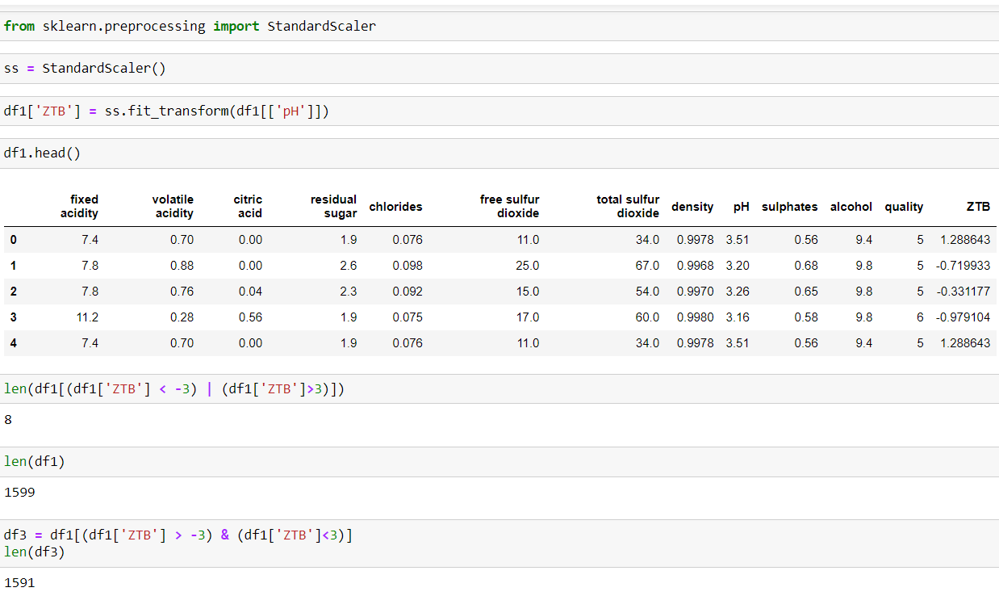 from sklearn.preprocessing import StandardScaler
ss = StandardScaler()
df1['ZTB'] = ss.fit_transform(df1[['pH']])
df1.head()
fixed acidity volatile acidity citric acid residual sugar chlorides free sulfur dioxide total sulfur dioxide density pH sulphates alcohol quality ZTB
0 7.4 0.70 0.00 1.9 0.076 11.0 34.0 0.9978 3.51 0.56 9.4 5 1.288643
1 7.8 0.88 0.00 2.6 0.098 25.0 67.0 0.9968 3.20 0.68 9.8 5 -0.719933
2 7.8 0.76 0.04 2.3 0.092 15.0 54.0 0.9970 3.26 0.65 9.8 5 -0.331177
3 11.2 0.28 0.56 1.9 0.075 17.0 60.0 0.9980 3.16 0.58 9.8 6 -0.979104
4 7.4 0.70 0.00 1.9 0.076 11.0 34.0 0.9978 3.51 0.56 9.4 5 1.288643
len(df1[(df1['ZTB'] < -3) | (df1['ZTB']>3)])
8
len(df1)
1599
df3 = df1[(df1['ZTB'] > -3) & (df1['ZTB']<3)]
len(df3)
1591